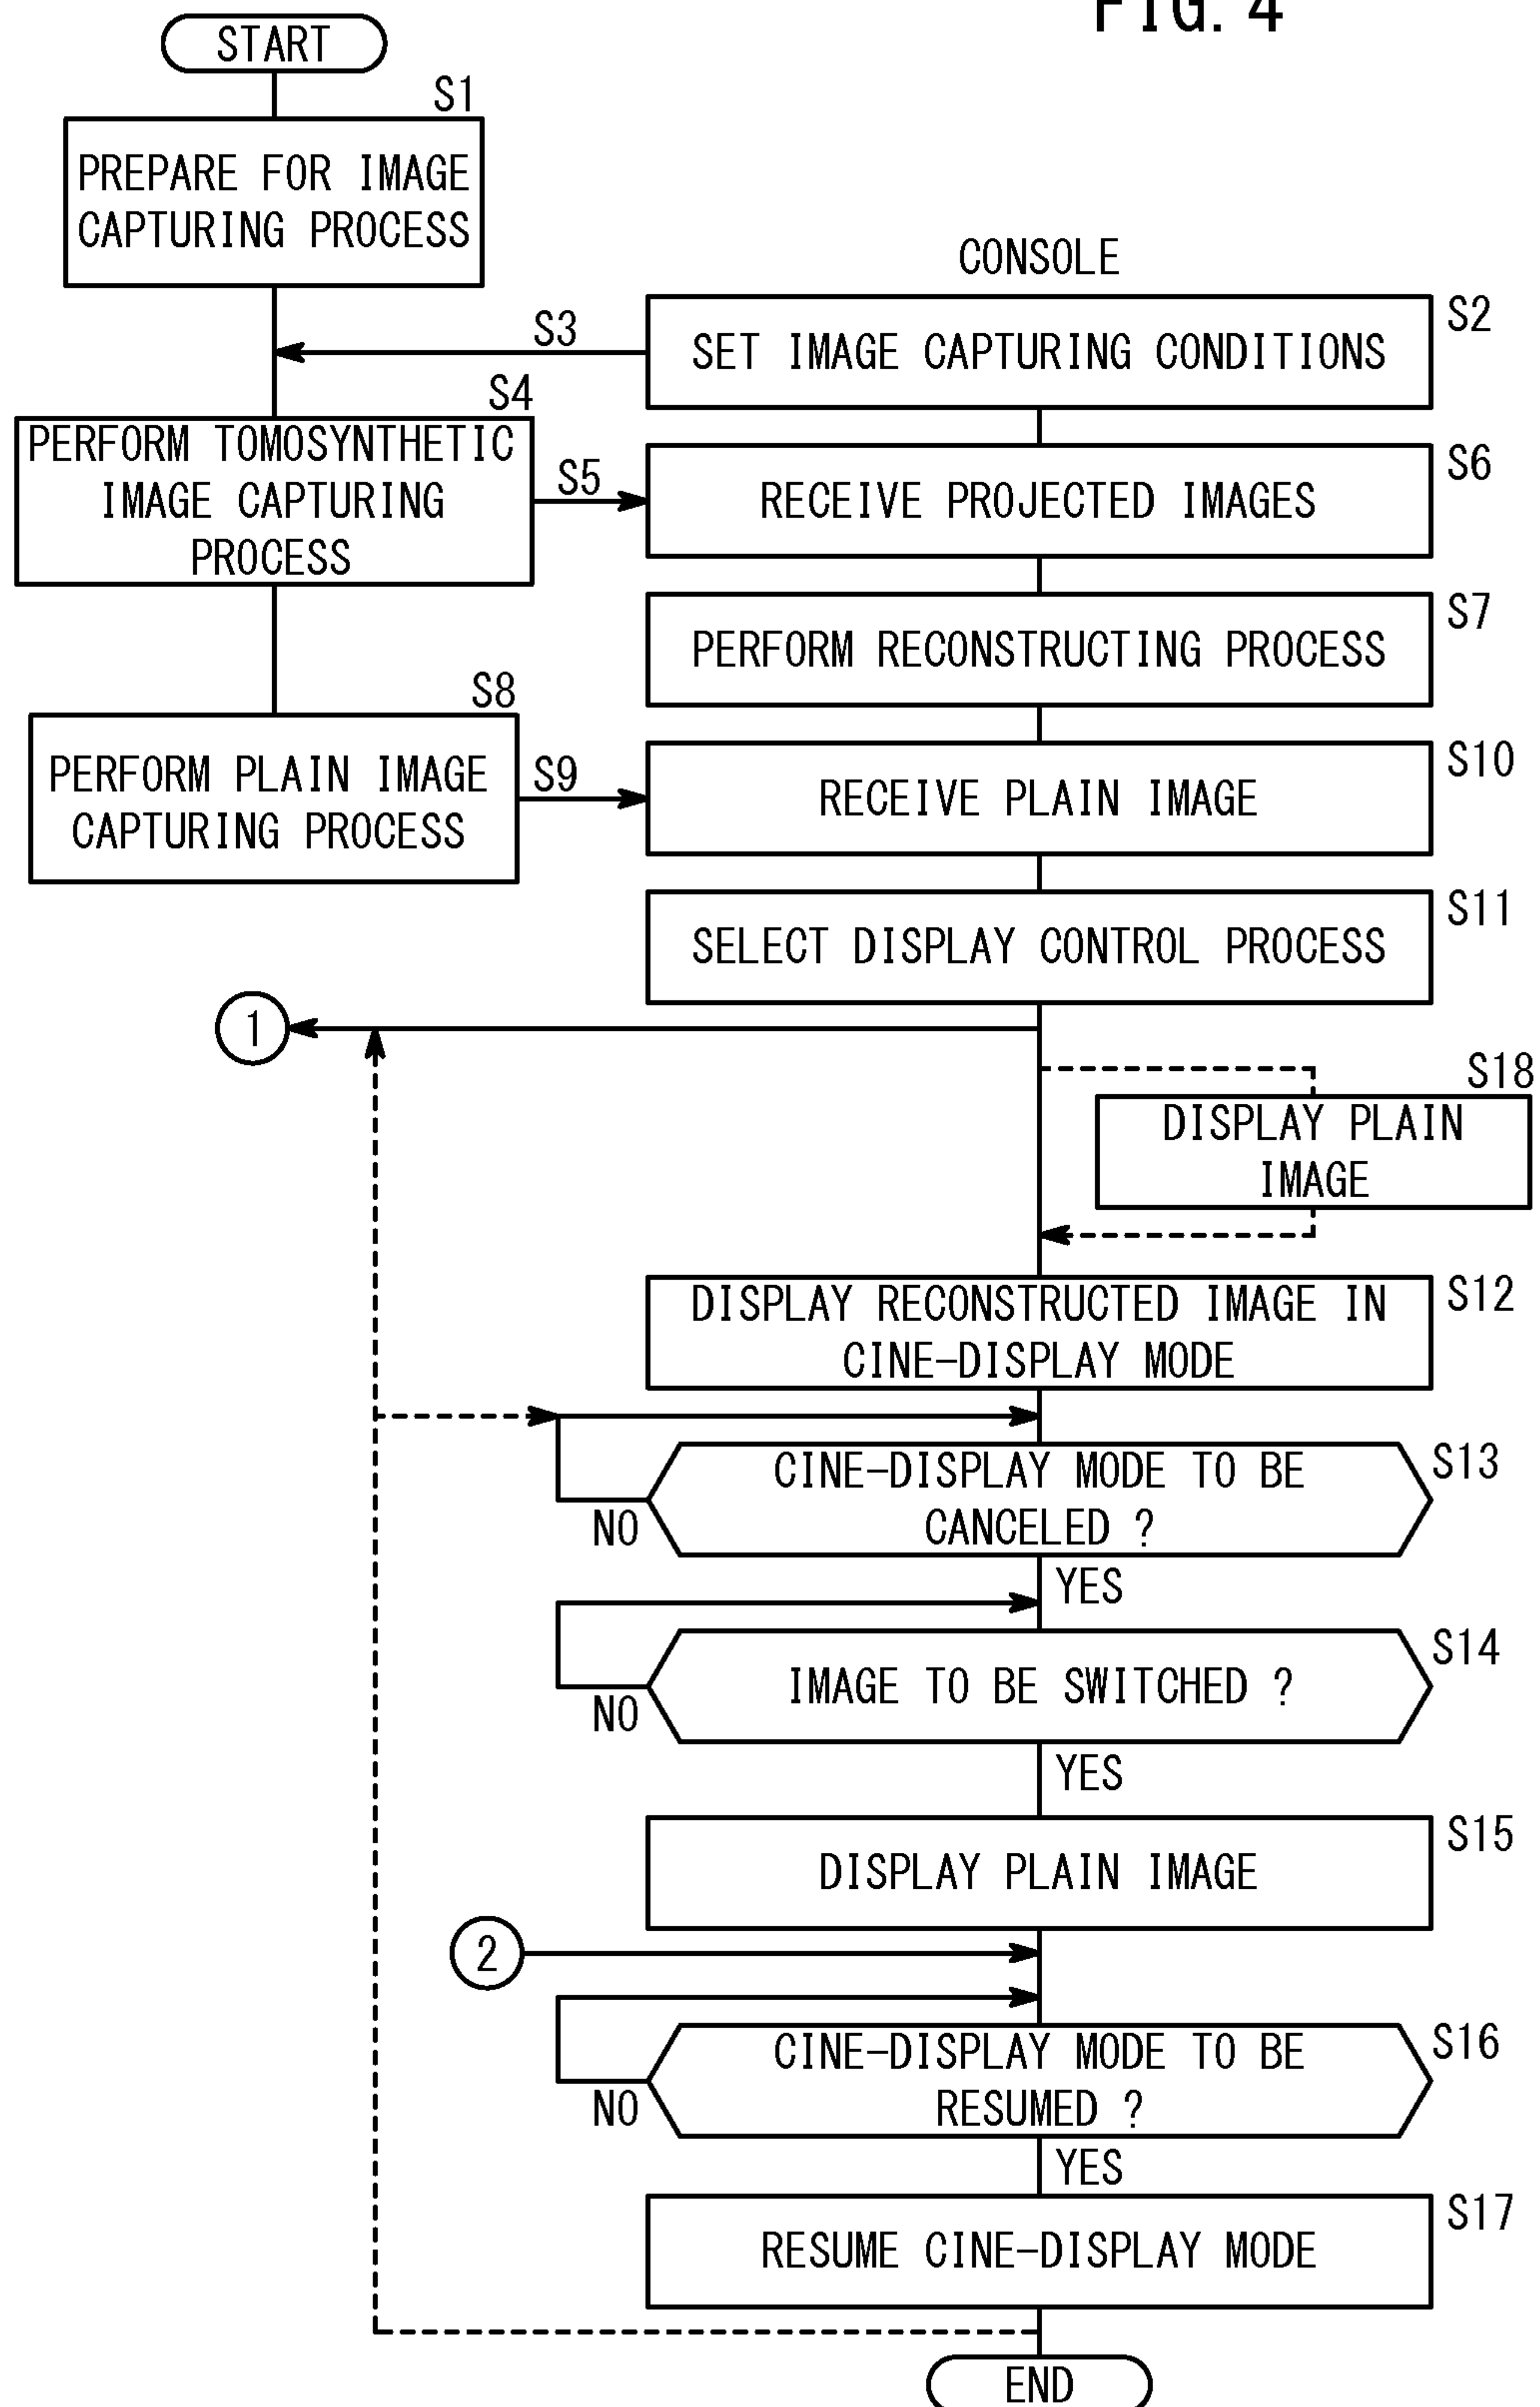 FIG. 4
START
S1
PREPARE FOR IMAGE
CAPTURING PROCESS
CONSOLE
S2
SET IMAGE CAPTURING CONDITIONS
S3
S4
PERFORM TOMOSYNTHETIC
IMAGE CAPTURING
PROCESS
S5
S6
RECEIVE PROJECTED IMAGES
S7
PERFORM RECONSTRUCTING PROCESS
S8
PERFORM PLAIN IMAGE
CAPTURING PROCESS
S9
S10
RECEIVE PLAIN IMAGE
S11
SELECT DISPLAY CONTROL PROCESS
1
S18
DISPLAY PLAIN
IMAGE
S12
DISPLAY RECONSTRUCTED IMAGE IN
CINE-DISPLAY MODE
S13
CINE-DISPLAY MODE TO BE
CANCELED ?
NO
YES
S14
IMAGE TO BE SWITCHED ?
NO
YES
S15
DISPLAY PLAIN IMAGE
2
S16
CINE-DISPLAY MODE TO BE
RESUMED ?
NO
YES
S17
RESUME CINE-DISPLAY MODE
END